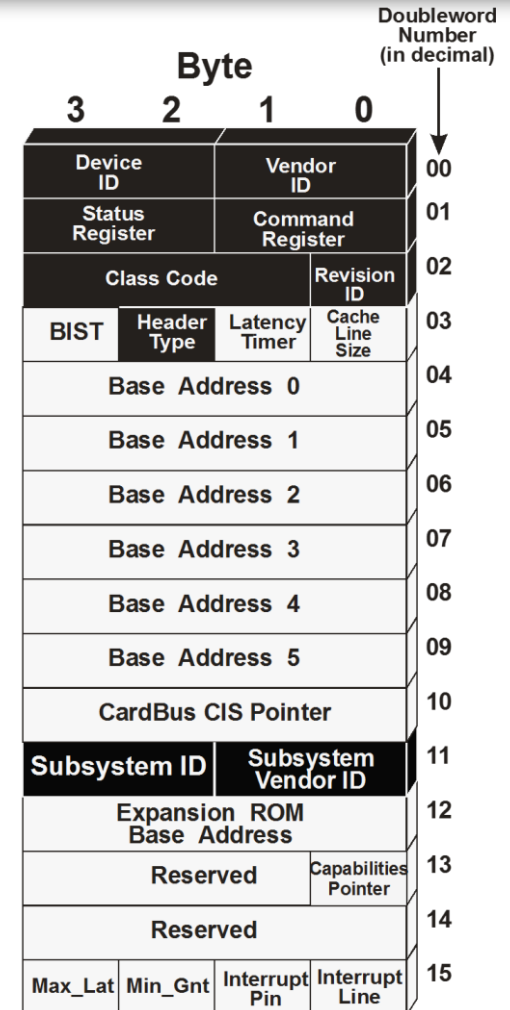 Doubleword
Number
(in decimal)
Byte
3 2 1 0
Device
ID
Vendor
ID
00
Status
Register
Command
Register
01
Class Code
Revision
ID
02
BIST
Header
Type
Latency
Timer
Cache
Line
Size
03
Base Address 0
04
Base Address 1
05
Base Address 2
06
Base Address 3
07
Base Address 4
08
Base Address 5
09
CardBus CIS Pointer
10
Subsystem ID
Subsystem
Vendor ID
11
Expansion ROM
Base Address
12
Reserved
Capabilities
Pointer
13
Reserved
14
Max_Lat
Min_Gnt
Interrupt
Pin
Interrupt
Line
15